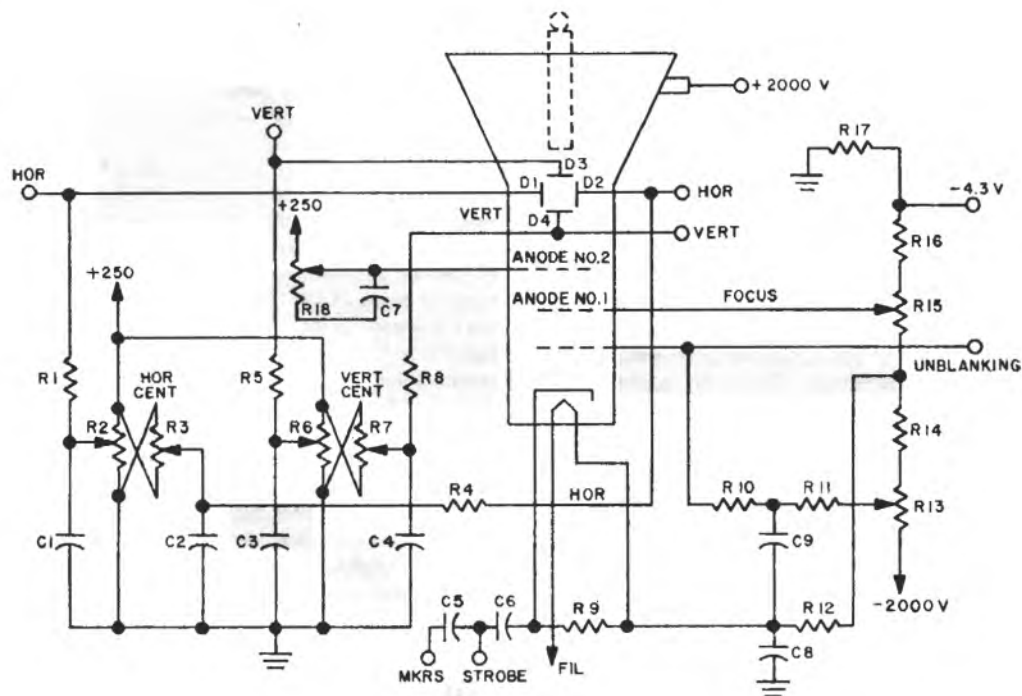 +2000 V
VERT
R17
HOR
D3
D1
D2
HOR
-4.3 V
VERT
D4
VERT
+250
R16
ANODE NO.2
+250
ANODE NO.1
FOCUS
R15
R18
C7
UNBLANKING
R1
HOR
CENT
R5
VERT
CENT
R8
R14
R2
R3
R6
R7
R4
HOR
R10
R11
R13
C1
C2
C3
C4
C9
-2000V
C5
C6
R9
R12
C8
MKRS
STROBE
FIL